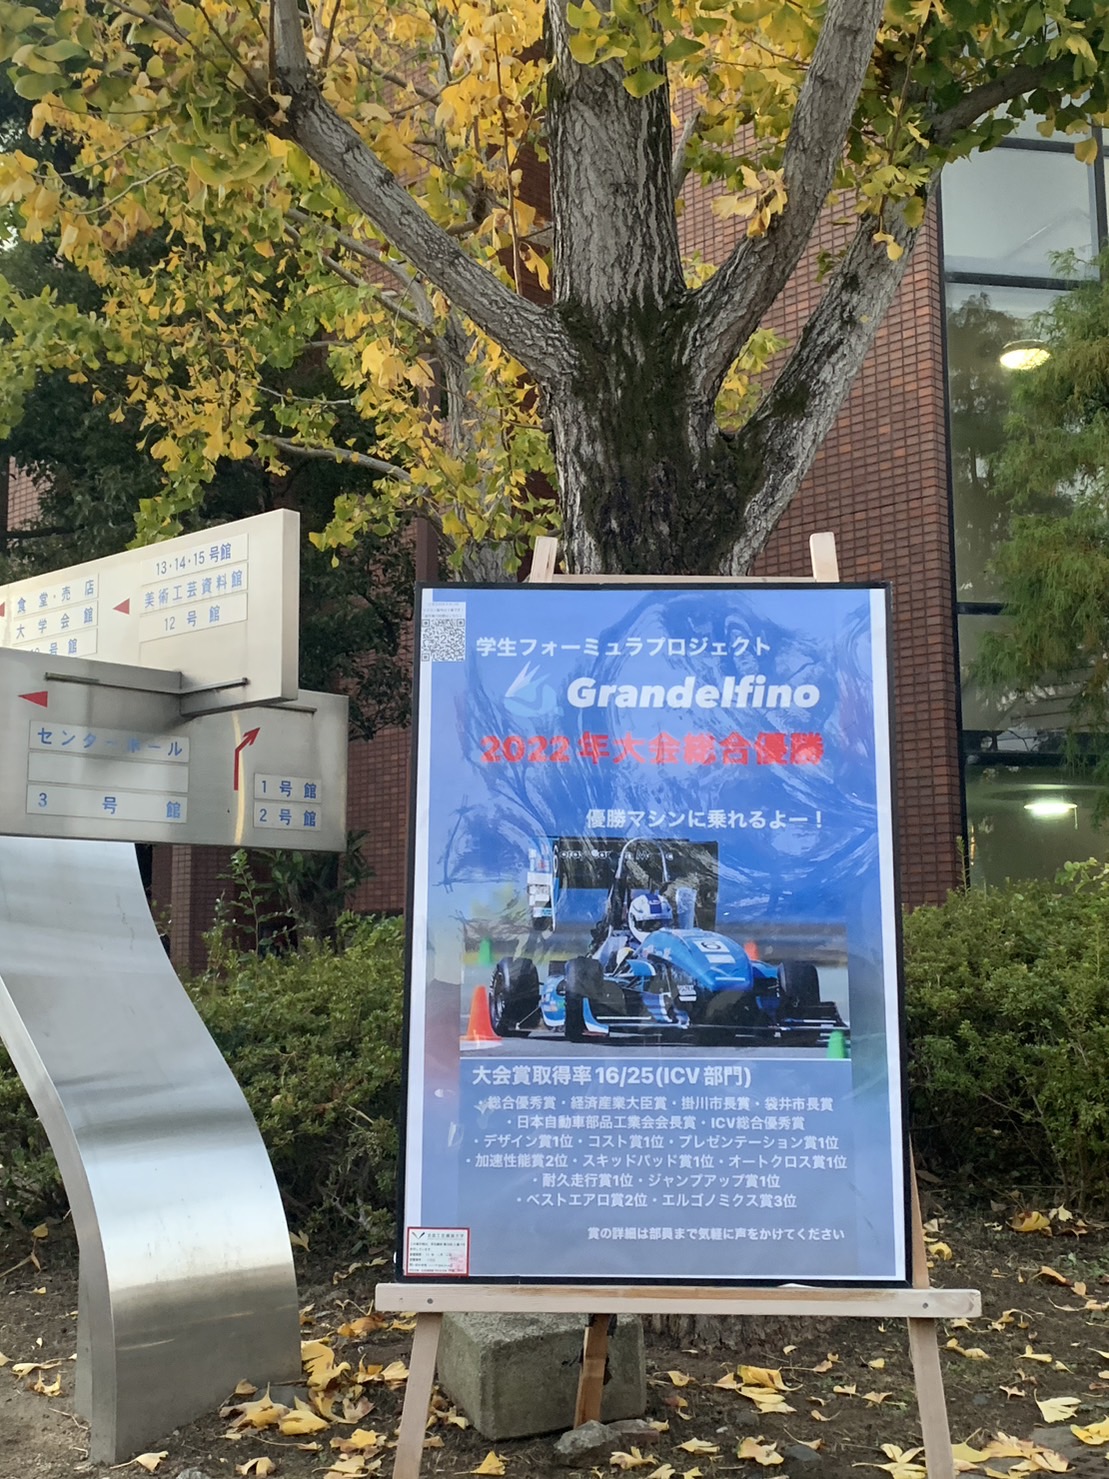 13・14・15号館
食堂・売店
美術工芸資料館
大学会館
12号館
センターホール
3号館
1号館
2号館
学生フォーミュラプロジェクト
Grandelfino
2022年大会総合優勝
優勝マシンに乗れるよー!
大会賞取得率16/25(ICV部門)
・総合優秀賞・経済産業大臣賞・掛川市長賞・袋井市長賞
・日本自動車部品工業会会長賞・ICV総合優秀賞
・デザイン賞1位・コスト賞1位・プレゼンテーション賞1位
・加速性能賞2位・スキッドパッド賞1位・オートクロス賞1位
・耐久走行賞1位・ジャンプアップ賞1位
・ベストエアロ賞2位・エルゴノミクス賞3位
賞の詳細は部員まで気軽に声をかけてください